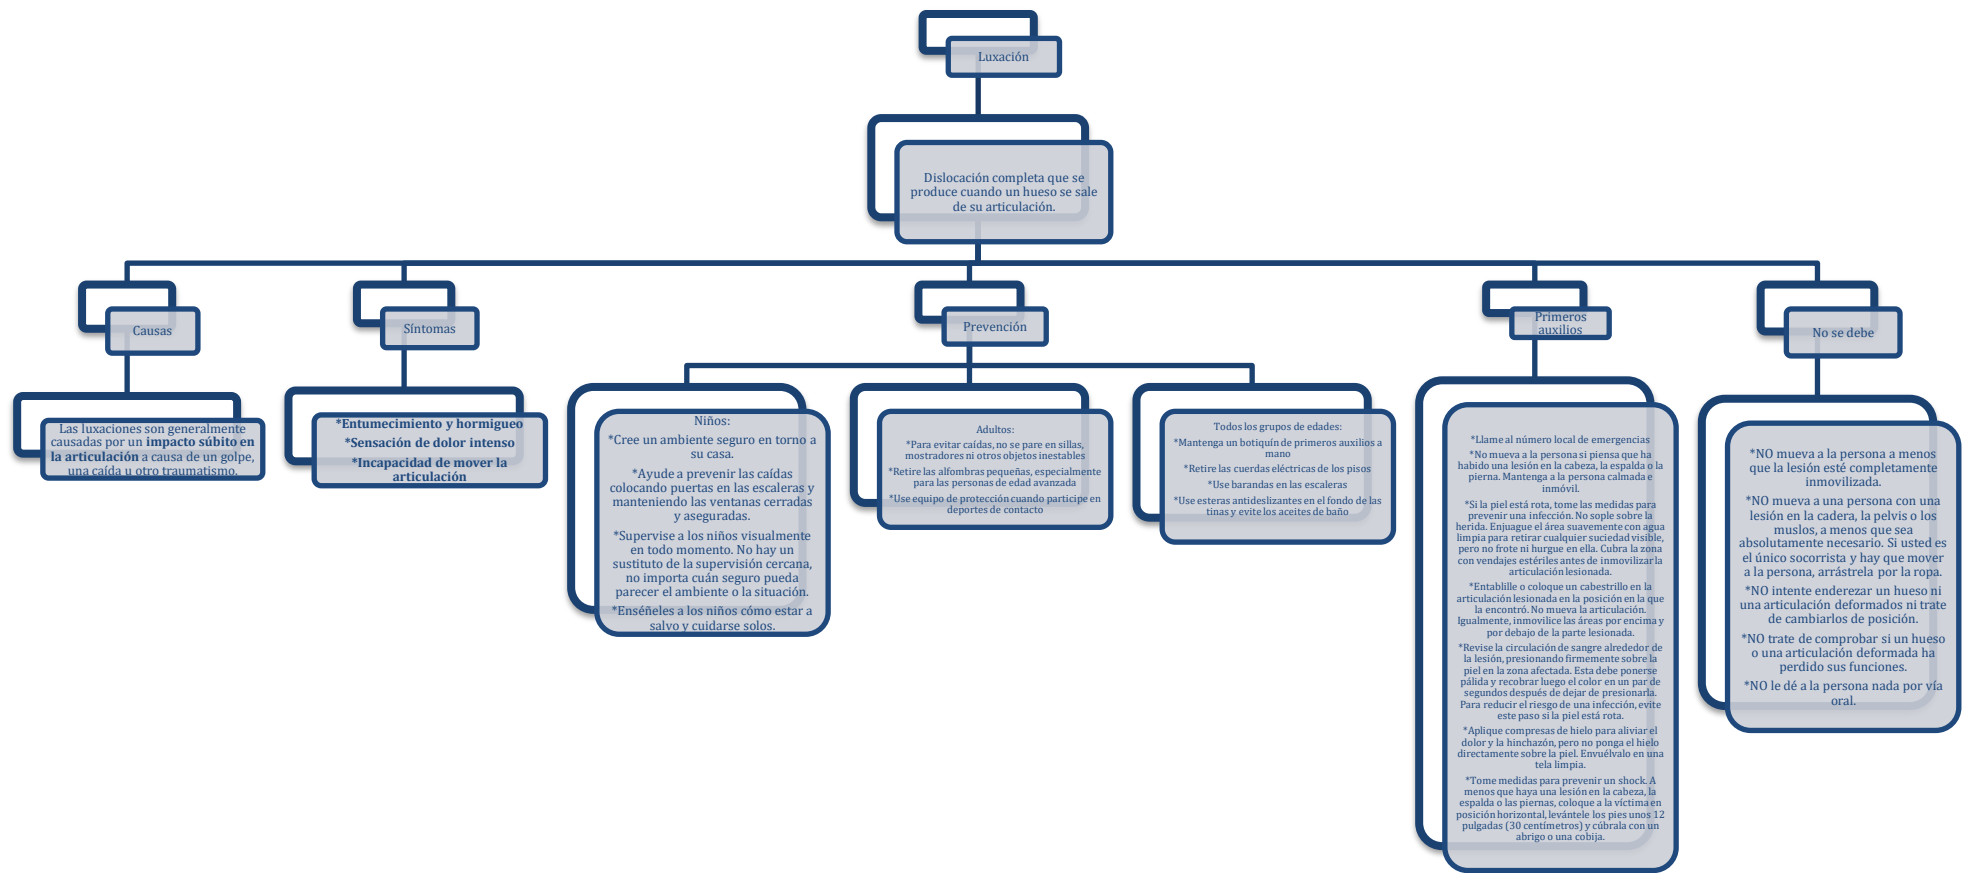 Luxación
Dislocación completa que se
produce cuando un hueso se sale
de su articulación.
Causas
Las luxaciones son generalmente
causadas por un impacto súbito en
la articulación a causa de un golpe,
una caída u otro traumatismo.
Síntomas
*Entumecimiento y hormigueo
*Sensación de dolor intenso
*Incapacidad de mover la
articulación
Prevención
Niños:
*Cree un ambiente seguro en torno a
su casa.
*Ayude a prevenir las caídas
colocando puertas en las escaleras y
manteniendo las ventanas cerradas
y aseguradas.
*Supervise a los niños visualmente
en todo momento. No hay un
sustituto de la supervisión cercana,
no importa cuán seguro pueda
parecer el ambiente o la situación.
*Enséñeles a los niños cómo estar a
salvo y cuidarse solos.
Adultos:
*Para evitar caídas, no se pare en sillas,
mostradores ni otros objetos inestables
*Retire las alfombras pequeñas, especialmente
para las personas de edad avanzada
*Use equipo de protección cuando participe en
deportes de contacto
Todos los grupos de edades:
*Mantenga un botiquín de primeros auxilios a
mano
*Retire las cuerdas eléctricas de los pisos
*Use barandas en las escaleras
*Use esteras antideslizantes en el fondo de las
tinas y evite los aceites de baño
Primeros
auxilios
*Llame al número local de emergencias
*No mueva a la persona si piensa que ha
habido una lesión en la cabeza, la espalda o la
pierna. Mantenga a la persona calmada e
inmóvil.
*Si la piel está rota, tome las medidas para
prevenir una infección. No sople sobre la
herida. Enjuague el área suavemente con agua
limpia para retirar cualquier suciedad visible,
pero no frote ni hurgue en ella. Cubra la zona
con vendajes estériles antes de inmovilizar la
articulación lesionada.
*Entablille o coloque un cabestrillo en la
articulación lesionada en la posición en la que
la encontró. No mueva la articulación.
Igualmente, inmovilice las áreas por encima y
por debajo de la parte lesionada.
*Revise la circulación de sangre alrededor de
la lesión, presionando firmemente sobre la
piel en la zona afectada. Esta debe ponerse
pálida y recobrar luego el color en un par de
segundos después de dejar de presionarla.
Para reducir el riesgo de una infección, evite
este paso si la piel está rota.
*Aplique compresas de hielo para aliviar el
dolor y la hinchazón, pero no ponga el hielo
directamente sobre la piel. Envuélvalo en una
tela limpia.
*Tome medidas para prevenir un shock. A
menos que haya una lesión en la cabeza, la
espalda o las piernas, coloque a la víctima en
posición horizontal, levántele los pies unos 12
pulgadas (30 centímetros) y cúbrala con un
abrigo o una cobija.
No se debe
*NO mueva a la persona a menos
que la lesión esté completamente
inmovilizada.
*NO mueva a una persona con una
lesión en la cadera, la pelvis o los
muslos, a menos que sea
absolutamente necesario. Si usted es
el único socorrista y hay que mover
a la persona, arrástrela por la ropa.
*NO intente enderezar un hueso ni
una articulación deformados ni trate
de cambiarlos de posición.
*NO trate de comprobar si un hueso
o una articulación deformada ha
perdido sus funciones.
*NO le dé a la persona nada por vía
oral.